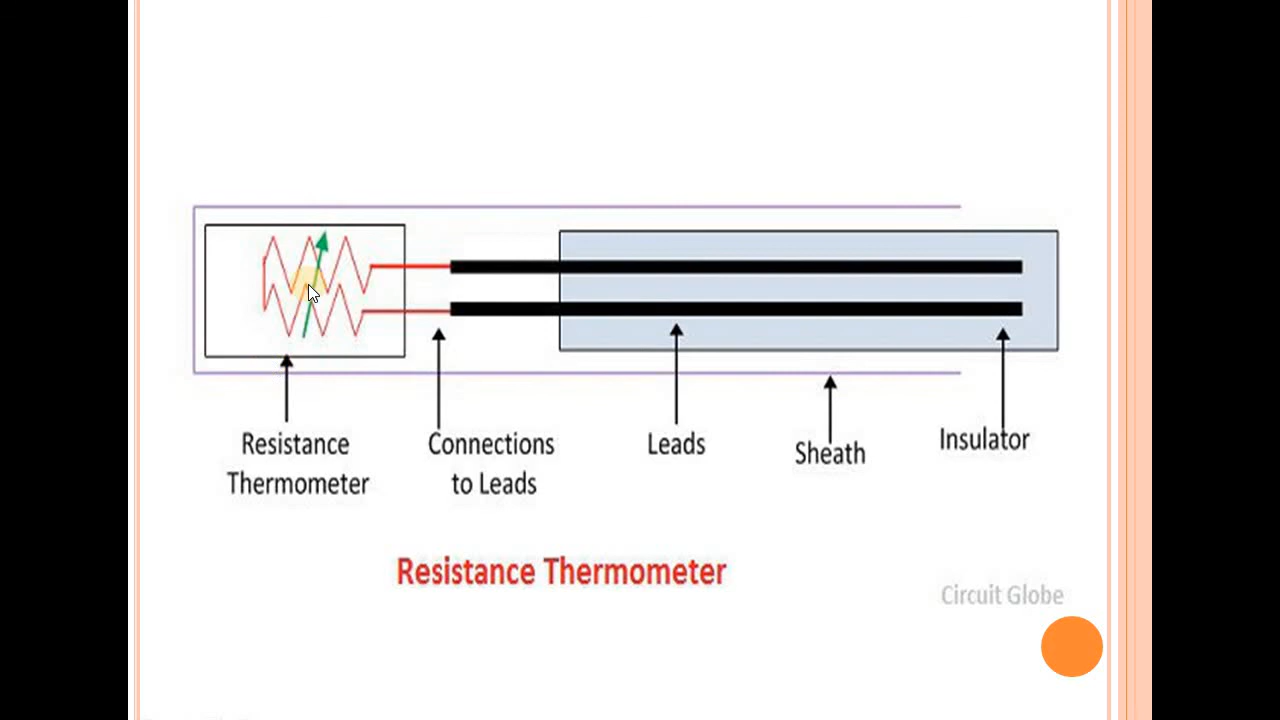 Resistance
Thermometer
Connections
to Leads
Leads
Sheath
Insulator
Resistance Thermometer
Circuit Globe